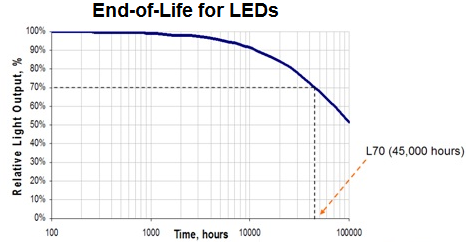 End-of-Life for LEDs
Relative Light Output, %
100%
90%
80%
70%
60%
50%
40%
30%
20%
10%
0%
L70 (45,000 hours)
100 1000 10000 100000
Time, hours